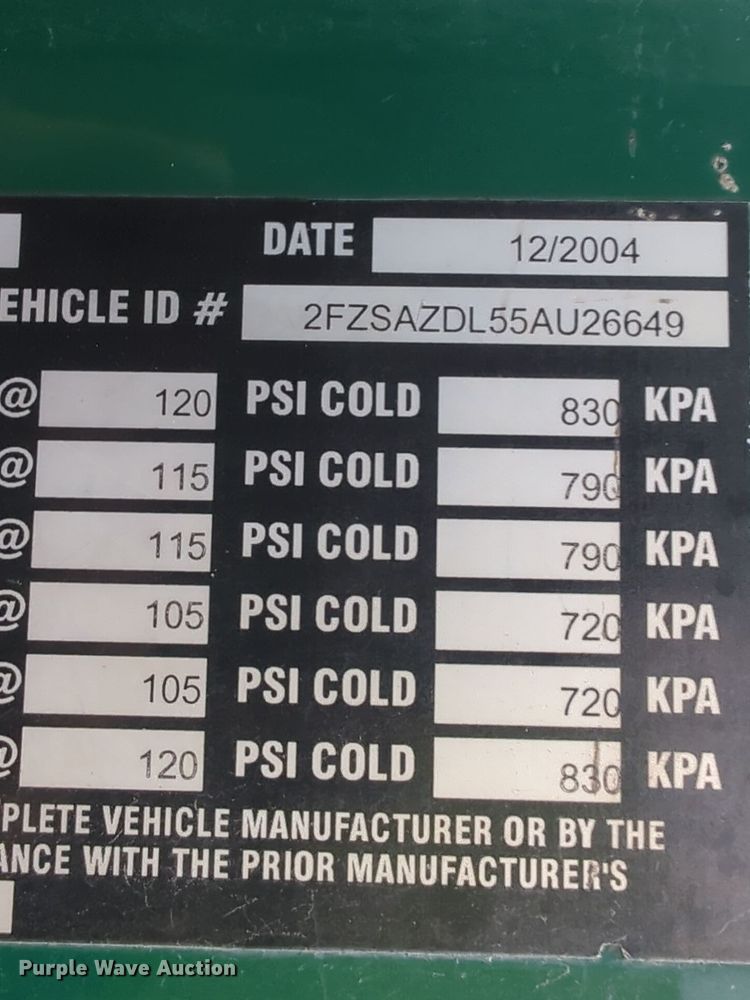 DATE 12/2004
EHICLE ID # 2FZSAZDL55AU26649
@ 120 PSI COLD 830 KPA
@ 115 PSI COLD 790 KPA
@ 115 PSI COLD 790 KPA
@ 105 PSI COLD 720 KPA
@ 105 PSI COLD 720 KPA
@ 120 PSI COLD 830 KPA
PLETE VEHICLE MANUFACTURER OR BY THE
ANCE WITH THE PRIOR MANUFACTURER'S
Purple Wave Auction